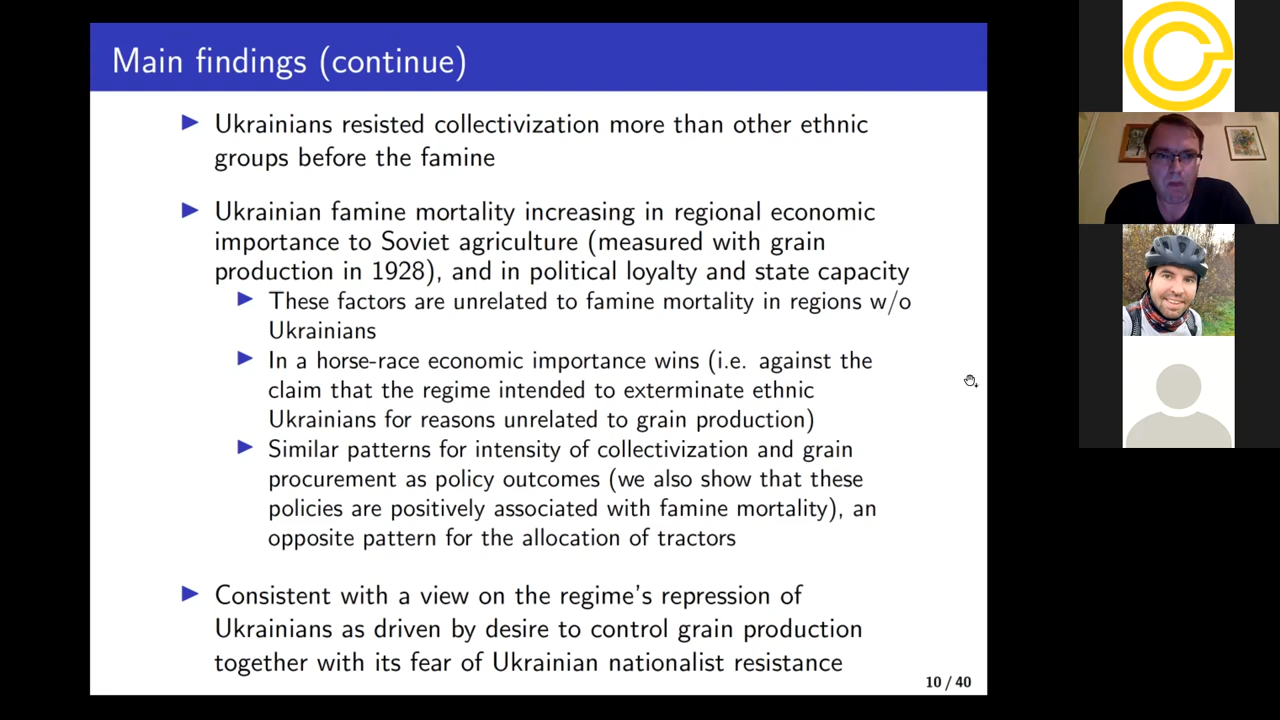 Main findings (continue)
Ukrainians resisted collectivization more than other ethnic
groups before the famine
Ukrainian famine mortality increasing in regional economic
importance to Soviet agriculture (measured with grain
production in 1928), and in political loyalty and state capacity
These factors are unrelated to famine mortality in regions w/o
Ukrainians
In a horse-race economic importance wins (i.e. against the
claim that the regime intended to exterminate ethnic
Ukrainians for reasons unrelated to grain production)
Similar patterns for intensity of collectivization and grain
procurement as policy outcomes (we also show that these
policies are positively associated with famine mortality), an
opposite pattern for the allocation of tractors
Consistent with a view on the regime's repression of
Ukrainians as driven by desire to control grain production
together with its fear of Ukrainian nationalist resistance
10 / 40